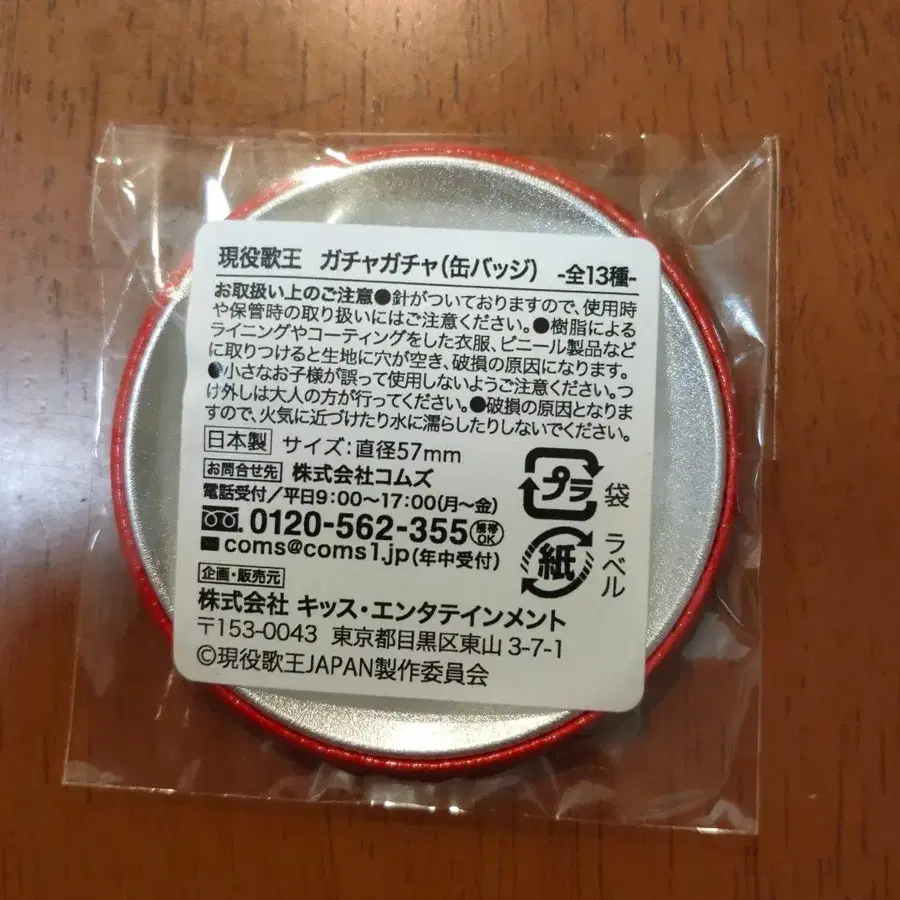 現役歌王 ガチャガチャ(缶バッジ) -全13種-
お取扱い上のご注意●針がついておりますので、使用時
や保管時の取り扱いにはご注意ください。●樹脂による
ライニングやコーティングをした衣服、ビニール製品など
に取りつけると生地に穴が空き、破損の原因になります。
●小さなお子様が誤って使用しないようご注意ください。つ
け外しは大人の方が行ってください。●破損の原因となりま
すので、火気に近づけたり水に濡らしたりしないでください。
日本製 サイズ:直径57mm
お問合せ先 株式会社コムズ
電話受付/平日9:00〜17:00(月〜金)
0120-562-355 携帯OK
coms@coms1.jp(年中受付)
プラ 袋
紙 ラベル
企画・販売元
株式会社 キッス・エンタテインメント
〒153-0043 東京都目黒区東山 3-7-1
©現役歌王JAPAN製作委員会